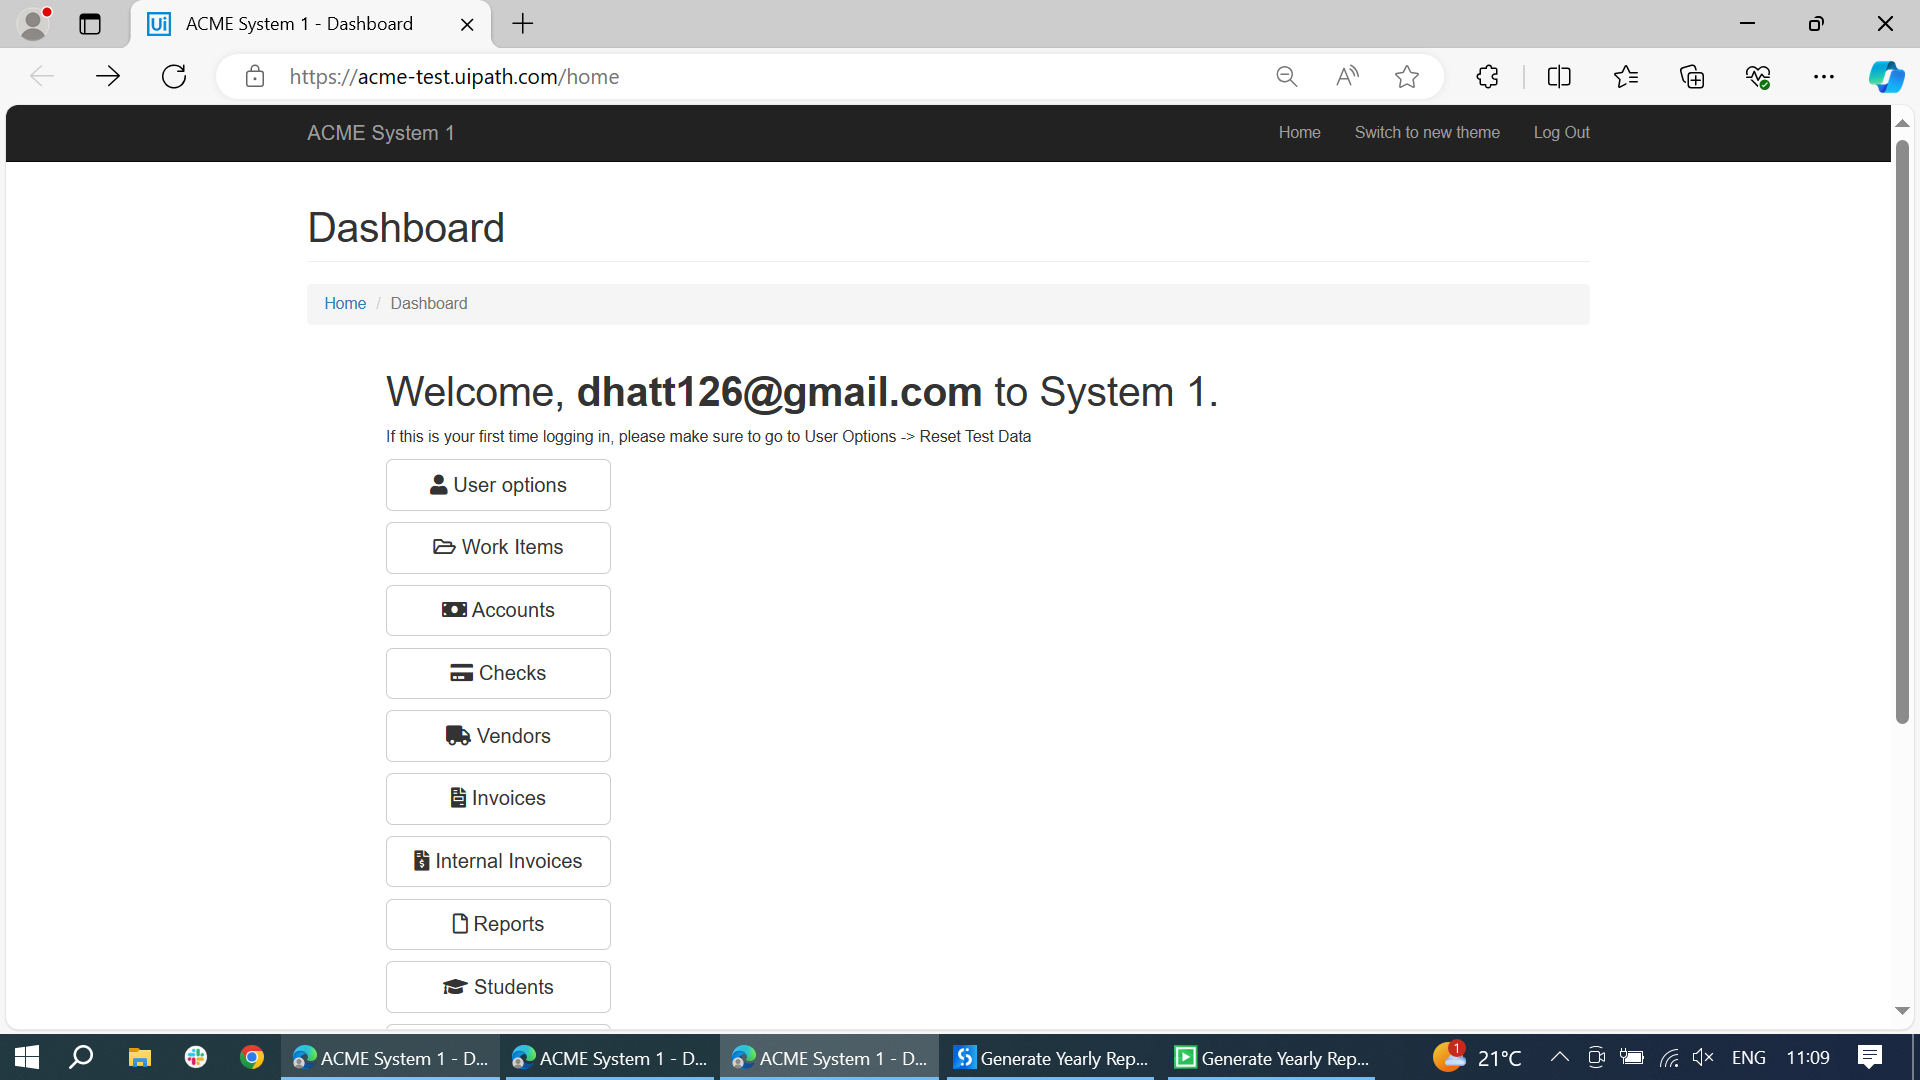 ACME System 1 - Dashboard
https://acme-test.uipath.com/home
ACME System 1
Home
Switch to new theme
Log Out
Dashboard
Home / Dashboard
Welcome, dhatt126@gmail.com to System 1.
If this is your first time logging in, please make sure to go to User Options -> Reset Test Data
User options
Work Items
Accounts
Checks
Vendors
Invoices
Internal Invoices
Reports
Students
ACME System 1 - D...
ACME System 1 - D...
ACME System 1 - D...
Generate Yearly Rep...
Generate Yearly Rep...
1
21°C
ENG
11:09